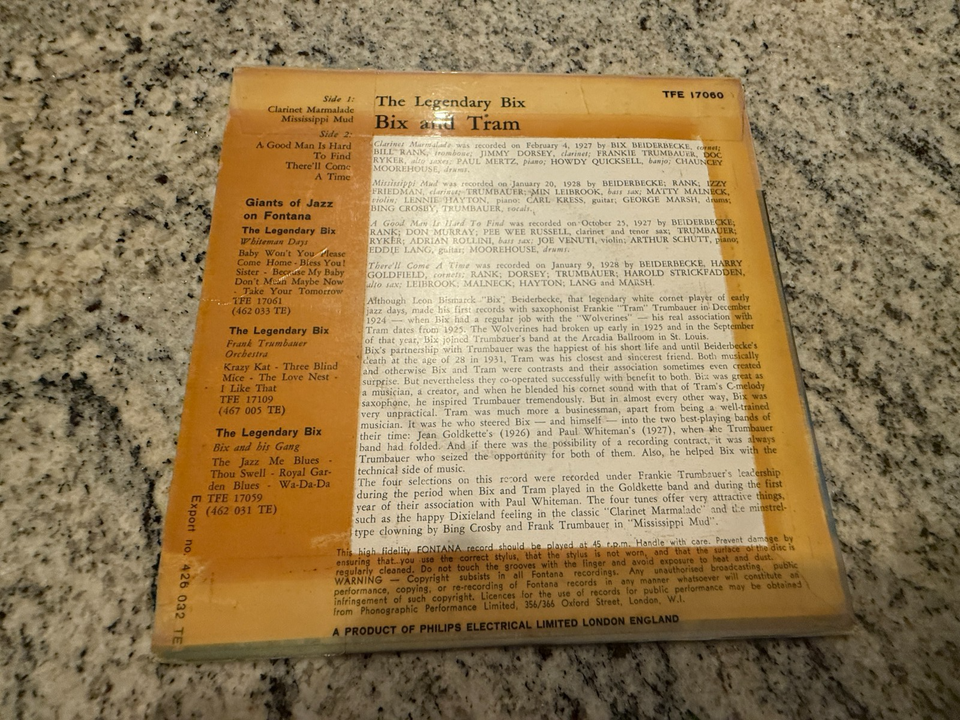 Side 1:
Clarinet Marmalade
Mississippi Mud
Side 2:
A Good Man Is Hard
To Find
There'll Come
A Time
Giants of Jazz
on Fontana
The Legendary Bix
Whiteman Days
Baby Won't You Please
Come Home - Bless You!
Sister - Because My Baby
Don't Mean Maybe Now
- Take Your Tomorrow
TFE 17061
(462 033 TE)
The Legendary Bix
Frank Trumbauer
Orchestra
Krazy Kat - Three Blind
Mice - The Love Nest -
I Like That
TFE 17109
(467 005 TE)
The Legendary Bix
Bix and his Gang
The Jazz Me Blues -
Thou Swell - Royal Gar-
den Blues - Wa-Da-Da
TFE 17059
(462 031 TE)
Export no. 426 032 TE
The Legendary Bix
Bix and Tram
TFE 17060
Clarinet Marmalade was recorded on February 4, 1927 by BIX BEIDERBECKE, cornet;
BILL RANK, trombone; JIMMY DORSEY, clarinet; FRANKIE TRUMBAUER, DOC
RYKER, alto saxes; PAUL MERTZ, piano; HOWDY QUICKSELL, banjo; CHAUNCEY
MOOREHOUSE, drums.
Mississippi Mud was recorded on January 20, 1928 by BEIDERBECKE; RANK; IZZY
FRIEDMAN, clarinet; TRUMBAUER; MIN LEIBROOK, bass sax; MATTY MALNECK,
violin; LENNIE HAYTON, piano; CARL KRESS, guitar; GEORGE MARSH, drums;
BING CROSBY, TRUMBAUER, vocals.
A Good Man Is Hard To Find was recorded on October 25, 1927 by BEIDERBECKE;
RANK; DON MURRAY; PEE WEE RUSSELL, clarinet and tenor sax; TRUMBAUER;
RYKER; ADRIAN ROLLINI, bass sax; JOE VENUTI, violin; ARTHUR SCHUTT, piano;
EDDIE LANG, guitar; MOOREHOUSE, drums.
There'll Come A Time was recorded on January 9, 1928 by BEIDERBECKE, HARRY
GOLDFIELD, cornets; RANK; DORSEY; TRUMBAUER; HAROLD STRICKFADDEN,
alto sax; LEIBROOK; MALNECK; HAYTON; LANG and MARSH.
Although Leon Bismarck "Bix" Beiderbecke, that legendary white cornet player of early
jazz days, made his first records with saxophonist Frankie "Tram" Trumbauer in December
1924 — when Bix had a regular job with the "Wolverines" — his real association with
Tram dates from 1925. The Wolverines had broken up early in 1925 and in the September
of that year, Bix joined Trumbauer's band at the Arcadia Ballroom in St. Louis.
Bix's partnership with Trumbauer was the happiest of his short life and until Beiderbecke's
death at the age of 28 in 1931, Tram was his closest and sincerest friend. Both musically
and otherwise Bix and Tram were contrasts and their association sometimes even created
surprise. But nevertheless they co-operated successfully with benefit to both. Bix was great as
a musician, a creator, and when he blended his cornet sound with that of Tram's C-melody
saxophone, he inspired Trumbauer tremendously. But in almost every other way, Bix was
very unpractical. Tram was much more a businessman, apart from being a well-trained
musician. It was he who steered Bix — and himself — into the two best-playing bands of
their time: Jean Goldkette's (1926) and Paul Whiteman's (1927), when the Trumbauer
band had folded. And if there was the possibility of a recording contract, it was always
Trumbauer who seized the opportunity for both of them. Also, he helped Bix with the
technical side of music.
The four selections on this record were recorded under Frankie Trumbauer's leadership
during the period when Bix and Tram played in the Goldkette band and during the first
year of their association with Paul Whiteman. The four tunes offer very attractive things,
such as the happy Dixieland feeling in the classic "Clarinet Marmalade" and the minstrel-
type clowning by Bing Crosby and Frank Trumbauer in "Mississippi Mud".
This high fidelity FONTANA record should be played at 45 r.p.m. Handle with care. Prevent damage by
ensuring that you use the correct stylus, that the stylus is not worn, and that the surface of the disc is
regularly cleaned. Do not touch the grooves with the finger and avoid exposure to heat and dust.
WARNING — Copyright subsists in all Fontana recordings. Any unauthorised broadcasting, public
performance, copying, or re-recording of Fontana records in any manner whatsoever will constitute an
infringement of such copyright. Licences for the use of records for public performance may be obtained
from Phonographic Performance Limited, 356/366 Oxford Street, London, W.1.
A PRODUCT OF PHILIPS ELECTRICAL LIMITED LONDON ENGLAND